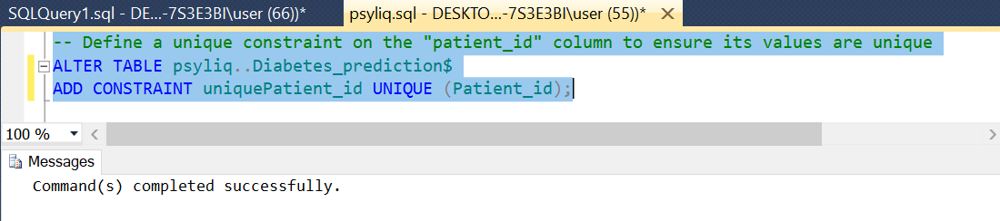 SQLQuery1.sql - DE...-7S3E3BI\user (66))* psyliq.sql - DESKTO...-7S3E3BI\user (55))*
-- Define a unique constraint on the "patient_id" column to ensure its values are unique
ALTER TABLE psyliq..Diabetes_prediction$
ADD CONSTRAINT uniquePatient_id UNIQUE (Patient_id);
100 %
Messages
Command(s) completed successfully.